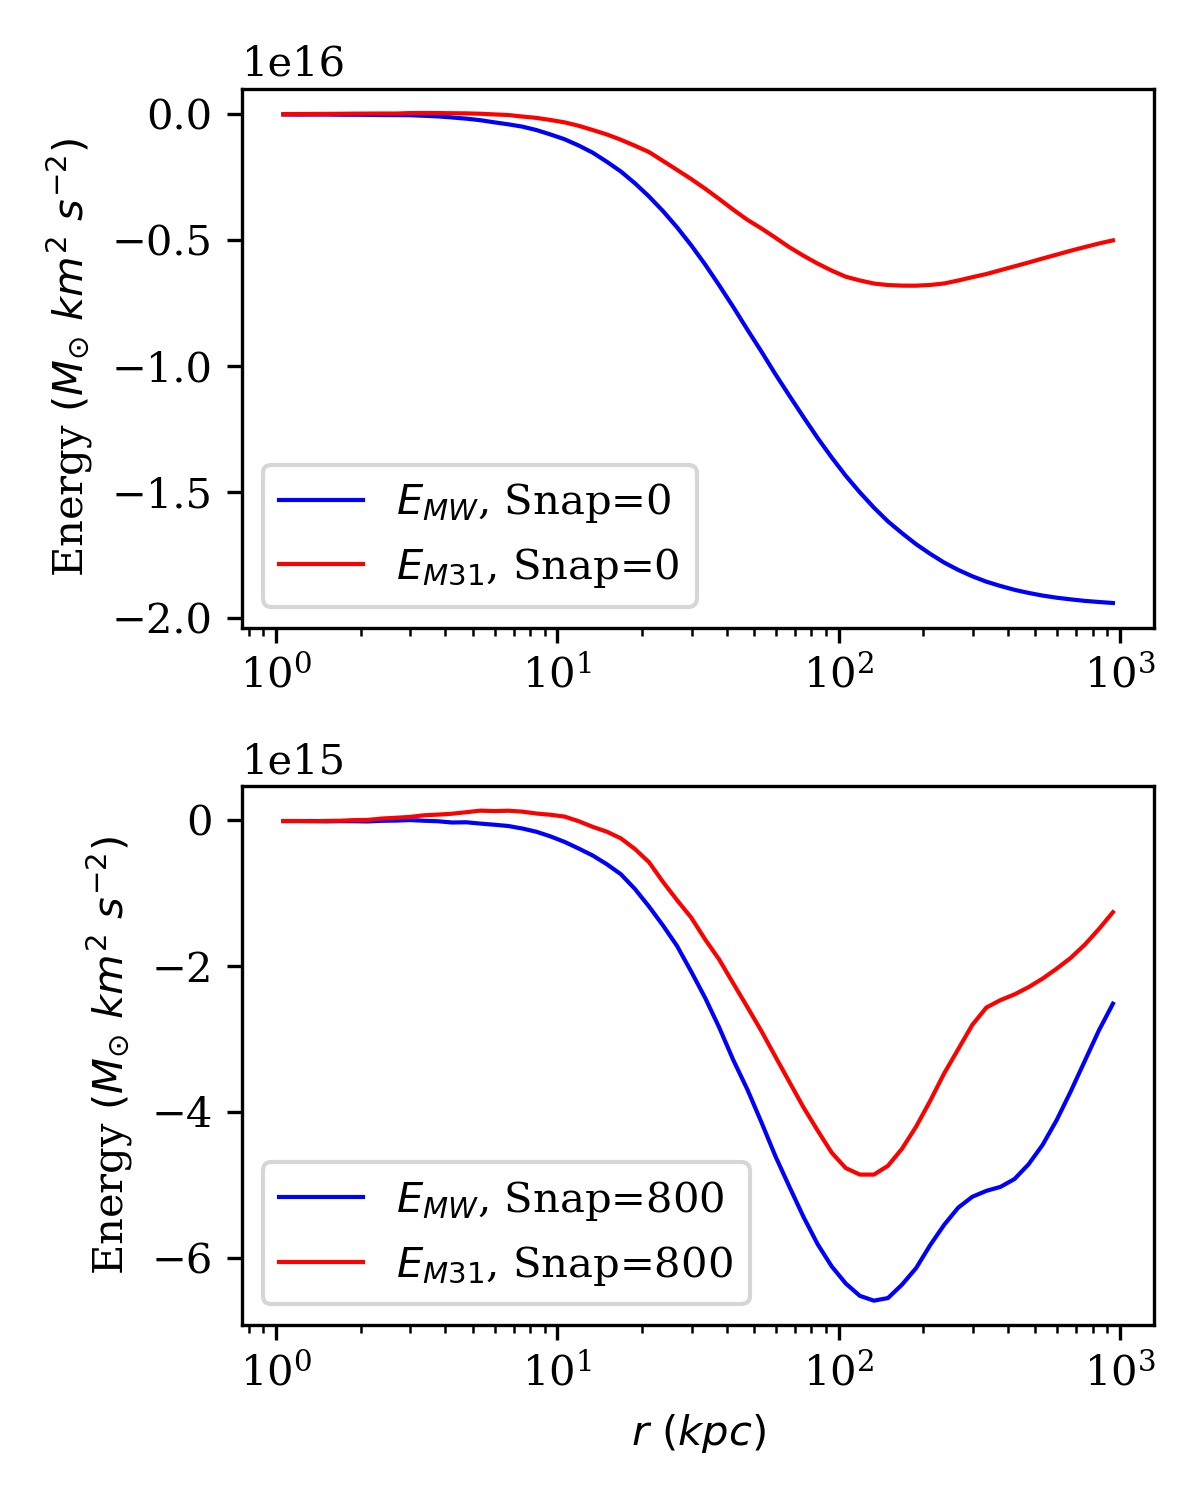 1e16
0.0
−0.5
−1.0
−1.5
−2.0
Energy (M⊙ km² s⁻²)
E_MW, Snap=0
E_M31, Snap=0
10⁰ 10¹ 10² 10³
1e15
0
−2
−4
−6
Energy (M⊙ km² s⁻²)
E_MW, Snap=800
E_M31, Snap=800
10⁰ 10¹ 10² 10³
r (kpc)